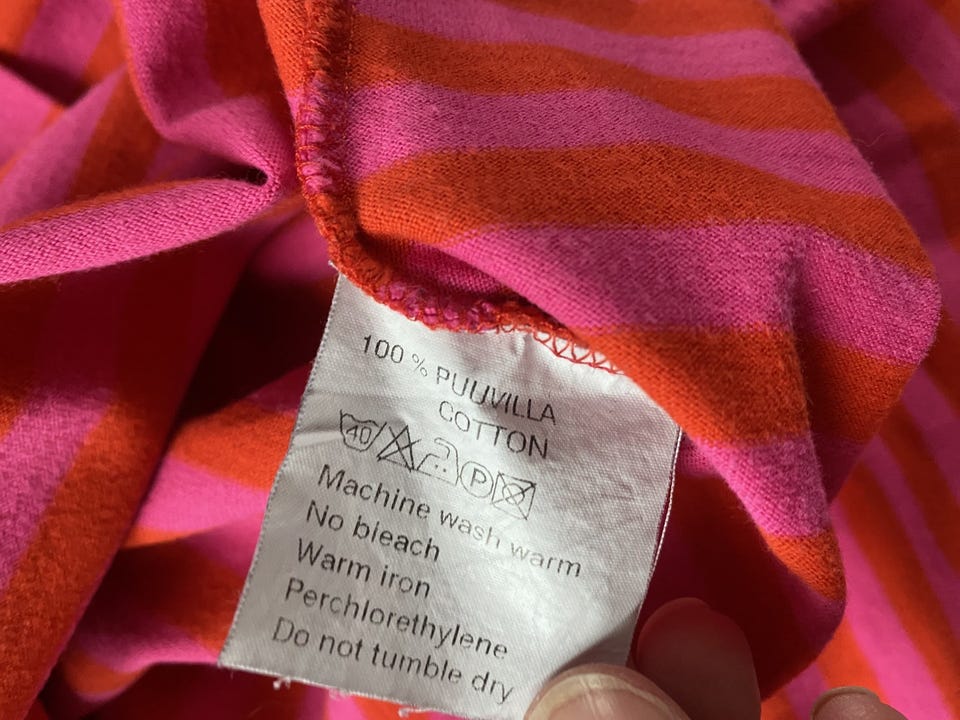 100 % PUUVILLA
COTTON
40 P
Machine wash warm
No bleach
Warm iron
Perchlorethylene
Do not tumble dry